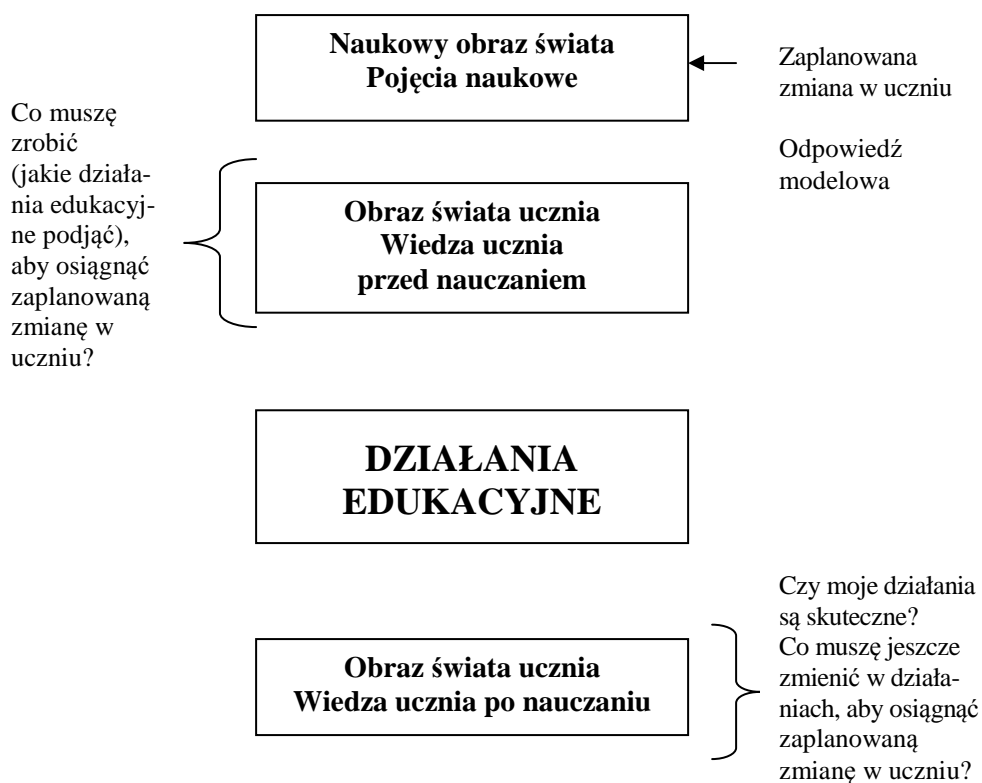 Naukowy obraz świata
Pojęcia naukowe
Zaplanowana
zmiana w uczniu
Odpowiedź
modelowa
Co muszę
zrobić
(jakie działa-
nia edukacyj-
ne podjąć),
aby osiągnąć
zaplanowaną
zmianę w
uczniu?
Obraz świata ucznia
Wiedza ucznia
przed nauczaniem
DZIAŁANIA
EDUKACYJNE
Obraz świata ucznia
Wiedza ucznia po nauczaniu
Czy moje działania
są skuteczne?
Co muszę jeszcze
zmienić w działa-
niach, aby osiągnąć
zaplanowaną
zmianę w uczniu?